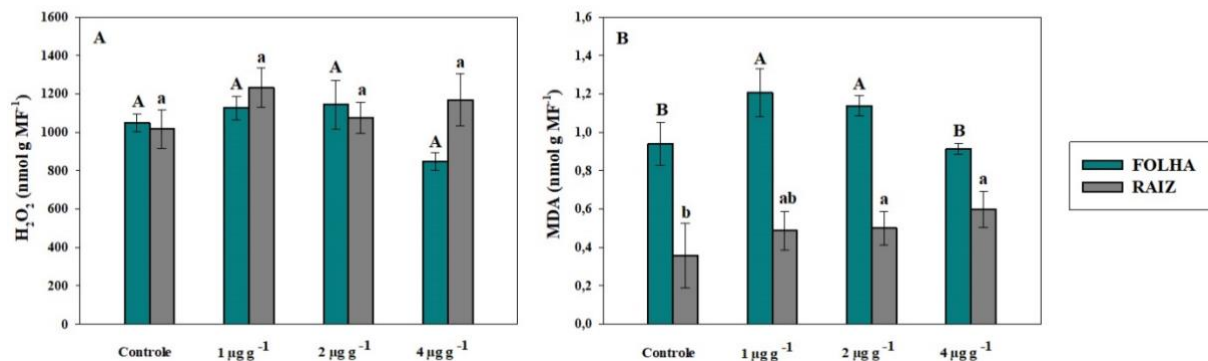 A
H₂O₂ (nmol g MF⁻¹)
1600
1400
1200
1000
800
600
400
200
0
A a A a A a A a
Controle 1 µg g⁻¹ 2 µg g⁻¹ 4 µg g⁻¹
B
MDA (nmol g MF⁻¹)
1,6
1,4
1,2
1,0
0,8
0,6
0,4
0,2
0,0
B b A ab A a B a
Controle 1 µg g⁻¹ 2 µg g⁻¹ 4 µg g⁻¹
FOLHA
RAIZ